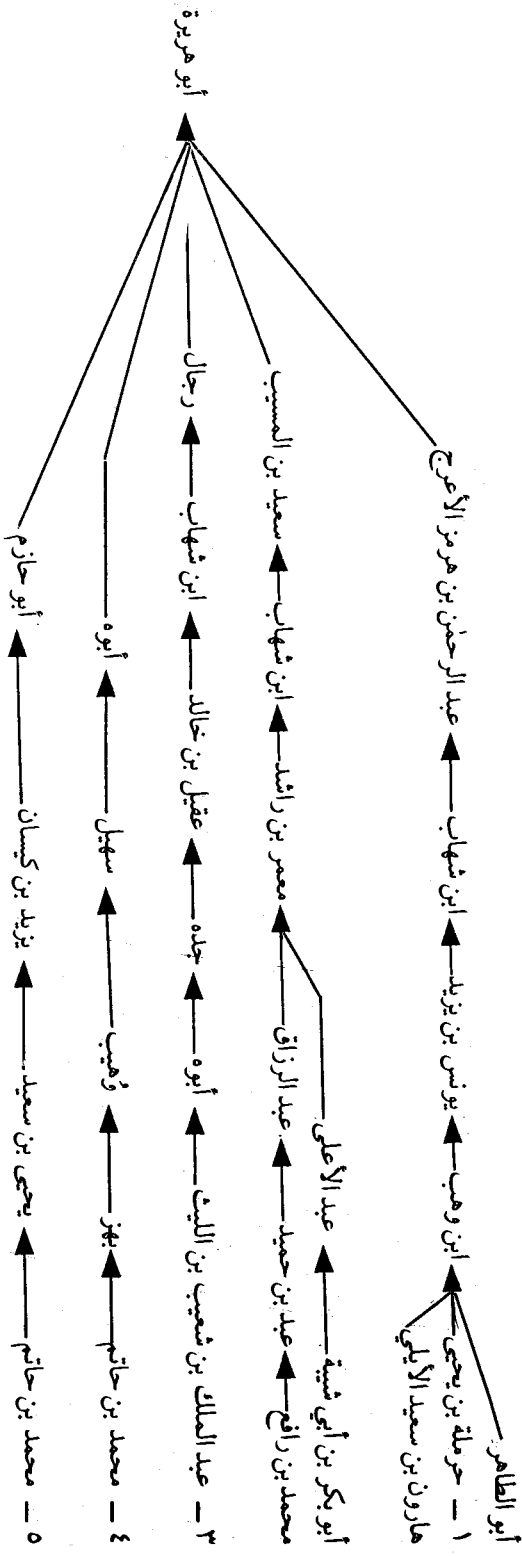 أبو الطاهر
١ - حرملة بن يحيى ابن وهب يونس بن يزيد ابن شهاب عبد الرحمٰن بن هرمز الأعرج أبو هريرة
هارون بن سعيد الأيلي
أبو بكر بن أبي شيبة عبد الأعلى
محمد بن رافع عبد بن حميد عبد الرزاق معمر بن راشد ابن شهاب سعيد بن المسيب
٣ - عبد الملك بن شعيب بن الليث أبوه جده عقيل بن خالد ابن شهاب رجال
٤ - محمد بن حاتم بهز وُهيب سهيل أبوه
٥ - محمد بن حاتم يحيى بن سعيد يزيد بن كيسان أبو حازم